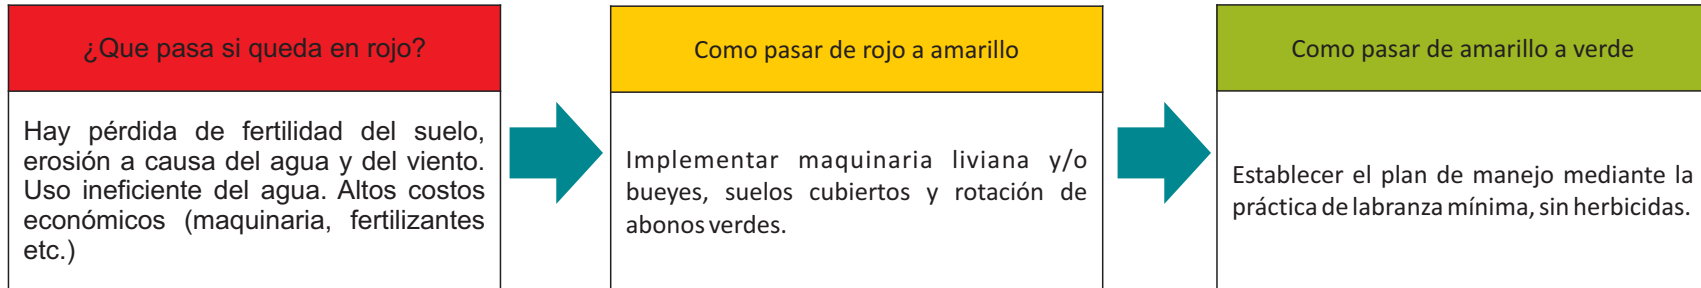 ¿Que pasa si queda en rojo?
Hay pérdida de fertilidad del suelo,
erosión a causa del agua y del viento.
Uso ineficiente del agua. Altos costos
económicos (maquinaria, fertilizantes
etc.)
Como pasar de rojo a amarillo
Implementar maquinaria liviana y/o
bueyes, suelos cubiertos y rotación de
abonos verdes.
Como pasar de amarillo a verde
Establecer el plan de manejo mediante la
práctica de labranza mínima, sin herbicidas.